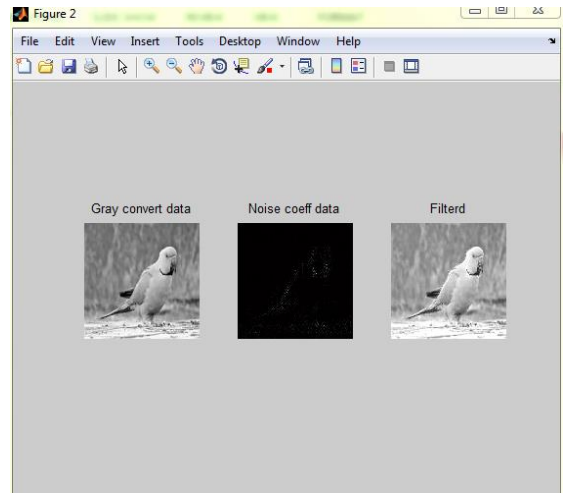 Figure 2
File Edit View Insert Tools Desktop Window Help
Gray convert data Noise coeff data Filterd